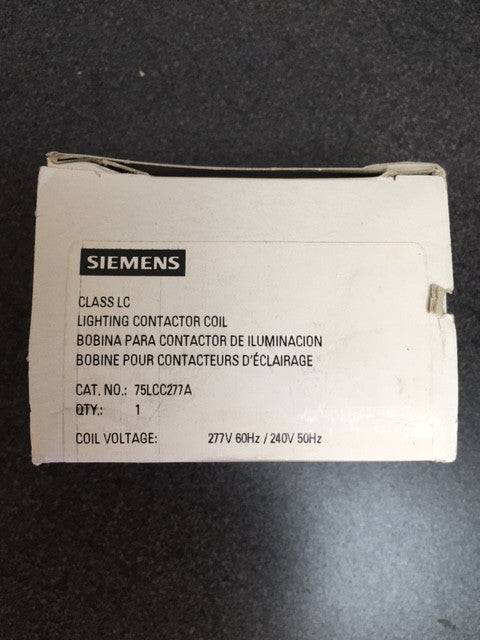 SIEMENS
CLASS LC
LIGHTING CONTACTOR COIL
BOBINA PARA CONTACTOR DE ILUMINACION
BOBINE POUR CONTACTEURS D'ÉCLAIRAGE
CAT. NO.: 75LCC277A
QTY.: 1
COIL VOLTAGE: 277V 60Hz / 240V 50Hz